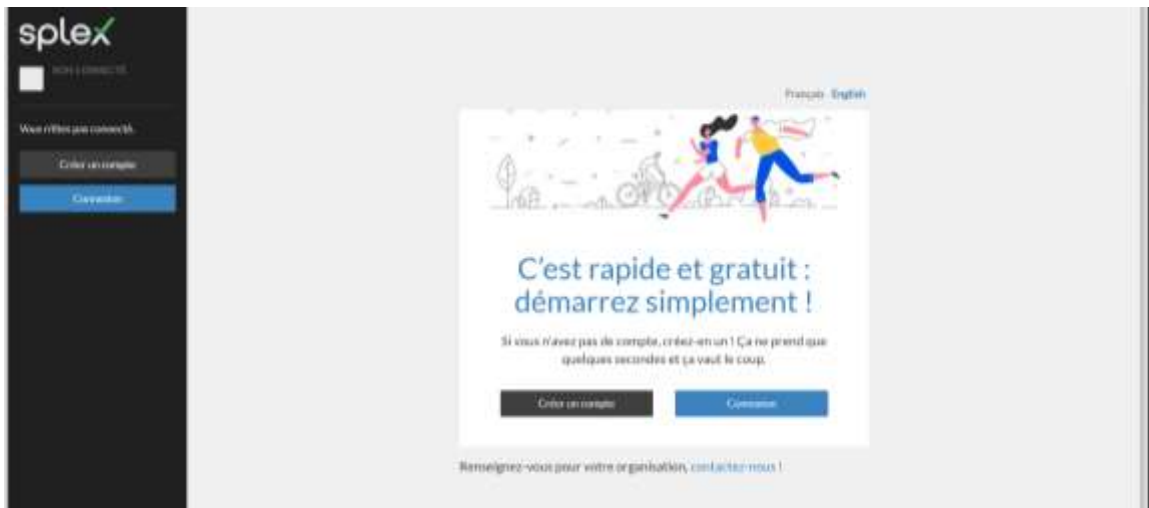 splex
NON CONNECTÉ
Vous n'êtes pas connecté.
Créer un compte
Connexion
Français English
C'est rapide et gratuit :
démarrez simplement !
Si vous n'avez pas de compte, créez-en un ! Ça ne prend que
quelques secondes et ça vaut le coup.
Créer un compte Connexion
Renseignez-vous pour votre organisation, contactez-nous !